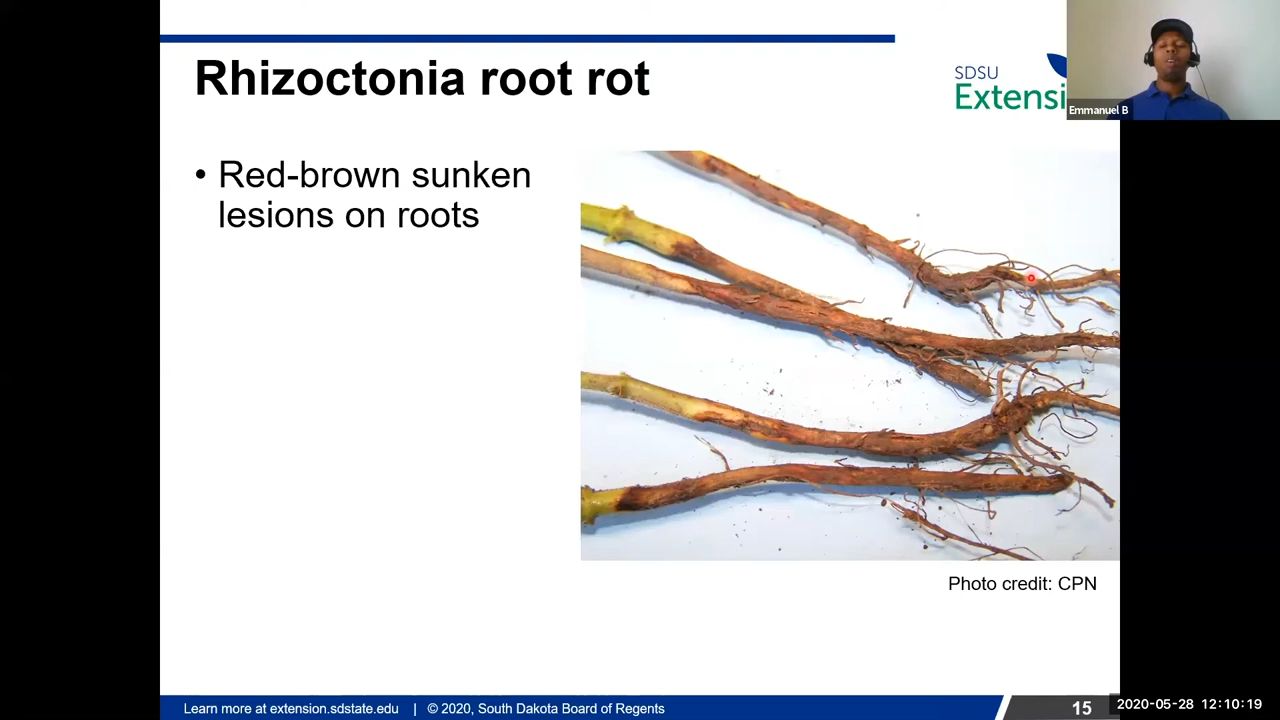 Rhizoctonia root rot
SDSU
Extensi
Emmanuel B
• Red-brown sunken
lesions on roots
Photo credit: CPN
Learn more at extension.sdstate.edu | © 2020, South Dakota Board of Regents
15
2020-05-28 12:10:19